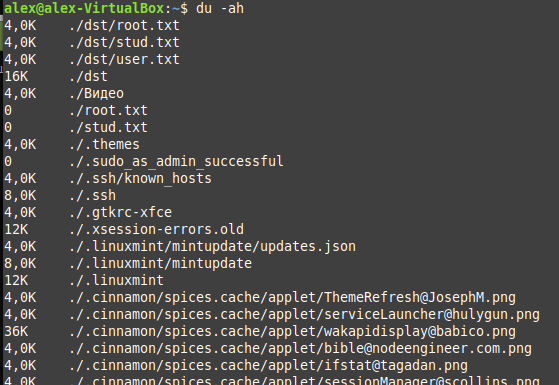 alex@alex-VirtualBox:~$ du -ah
4,0K ./dst/root.txt
4,0K ./dst/stud.txt
4,0K ./dst/user.txt
16K ./dst
4,0K ./Видео
0 ./root.txt
0 ./stud.txt
4,0K ./.themes
0 ./.sudo_as_admin_successful
4,0K ./.ssh/known_hosts
8,0K ./.ssh
4,0K ./.gtkrc-xfce
12K ./.xsession-errors.old
4,0K ./.linuxmint/mintupdate/updates.json
8,0K ./.linuxmint/mintupdate
12K ./.linuxmint
4,0K ./.cinnamon/spices.cache/applet/ThemeRefresh@JosephM.png
4,0K ./.cinnamon/spices.cache/applet/serviceLauncher@hulygun.png
36K ./.cinnamon/spices.cache/applet/wakapidisplay@babico.png
4,0K ./.cinnamon/spices.cache/applet/bible@nodeengineer.com.png
4,0K ./.cinnamon/spices.cache/applet/ifstat@tagadan.png
4,0K ./.cinnamon/spices.cache/applet/sessionManager@scollins.png